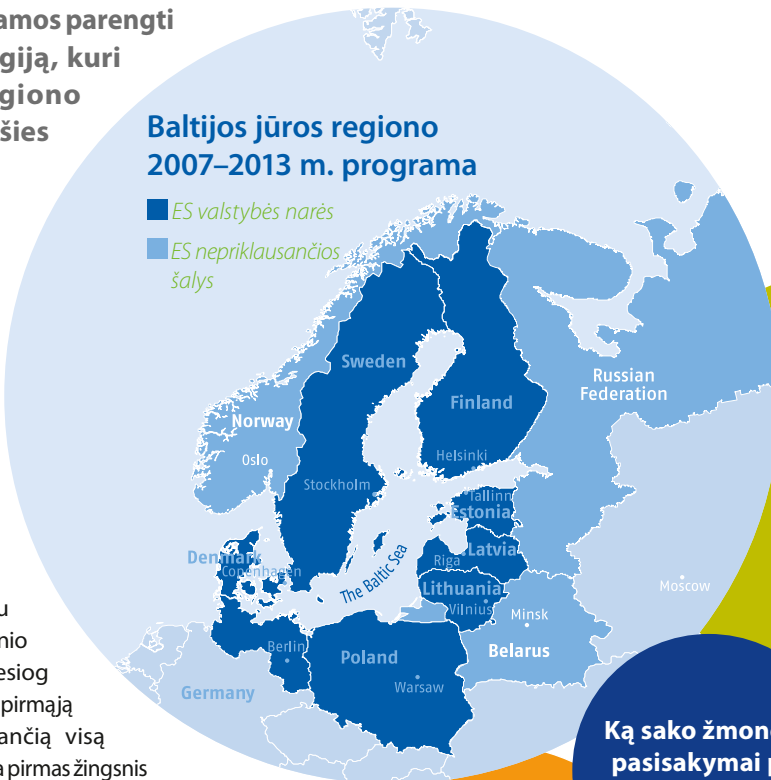 amos parengti
giją, kuri
giono
šies
Baltijos jūros regiono
2007–2013 m. programa
ES valstybės narės
ES nepriklausančios
šalys
Sweden
Finland
Russian
Federation
Norway
Oslo
Helsinki
Stockholm
Tallinn
Estonia
Denmark
Copenhagen
The Baltic Sea
Riga
Latvia
Lithuania
Vilnius
Moscow
Minsk
Belarus
Berlin
Poland
Warsaw
Germany
u
nio
esiog
pirmąją
ančią visą
a pirmas žingsnis
Ką sako žmon
pasisakymai p